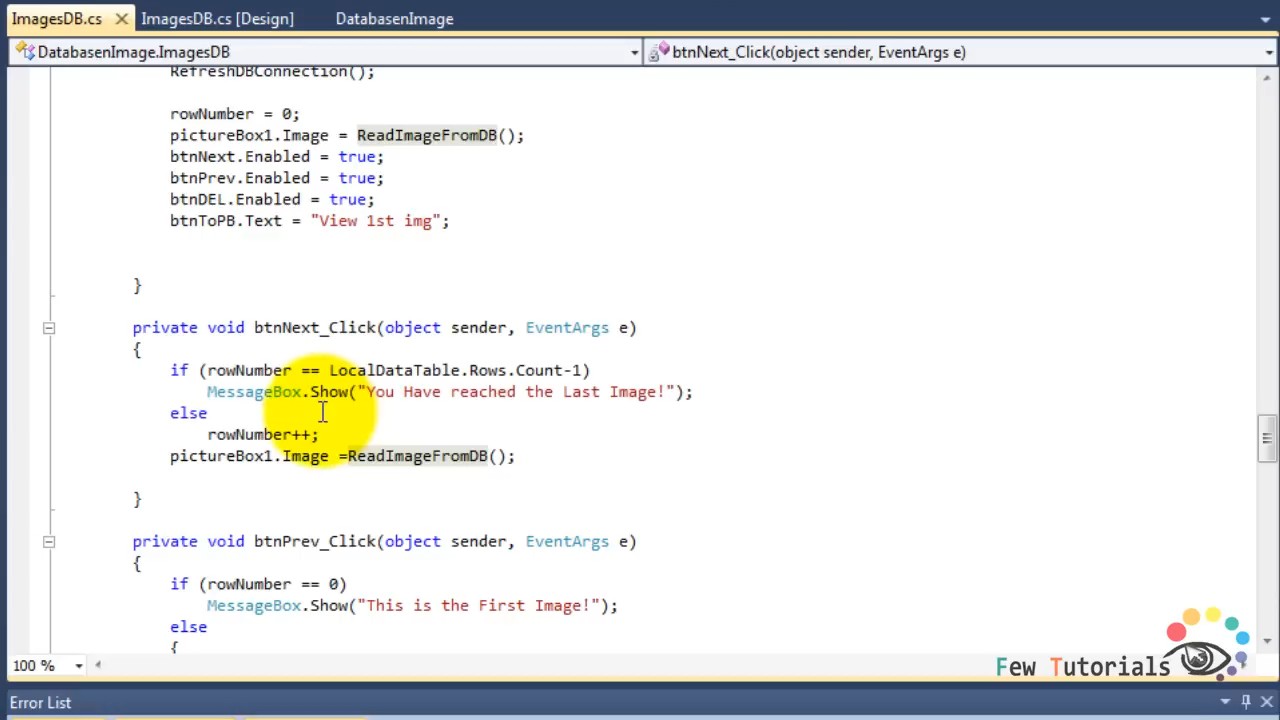 ImagesDB.cs ImagesDB.cs [Design] DatabasenImage
DatabasenImage.ImagesDB btnNext_Click(object sender, EventArgs e)
RefreshDBConnection();
rowNumber = 0;
pictureBox1.Image = ReadImageFromDB();
btnNext.Enabled = true;
btnPrev.Enabled = true;
btnDEL.Enabled = true;
btnToPB.Text = "View 1st img";
}
private void btnNext_Click(object sender, EventArgs e)
{
if (rowNumber == LocalDataTable.Rows.Count-1)
MessageBox.Show("You Have reached the Last Image!");
else
rowNumber++;
pictureBox1.Image =ReadImageFromDB();
}
private void btnPrev_Click(object sender, EventArgs e)
{
if (rowNumber == 0)
MessageBox.Show("This is the First Image!");
else
{
100 %
Few Tutorials
Error List